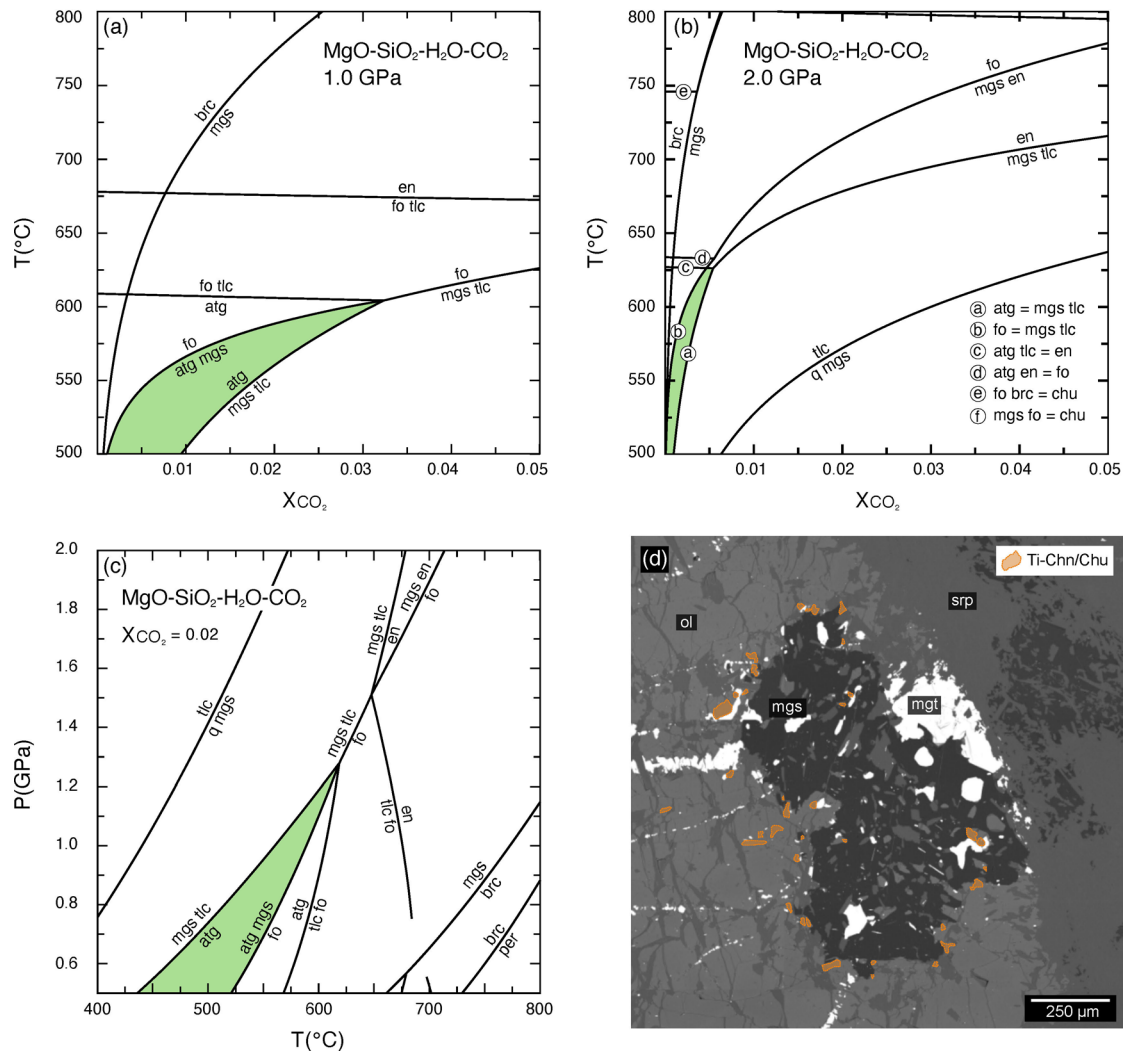 (a)
MgO-SiO₂-H₂O-CO₂
1.0 GPa
800
750
700
650
600
550
500
T(°C)
brc
mgs
en
fo tlc
fo tlc
atg
fo
mgs tlc
fo
atg mgs
atg
mgs tlc
0.01
0.02
0.03
0.04
0.05
XCO₂
(b)
MgO-SiO₂-H₂O-CO₂
2.0 GPa
800
750
700
650
600
550
500
T(°C)
fo
mgs en
e
brc
mgs
en
mgs tlc
d
c
b
a
tlc
q mgs
a atg = mgs tlc
b fo = mgs tlc
c atg tlc = en
d atg en = fo
e fo brc = chu
f mgs fo = chu
0.01
0.02
0.03
0.04
0.05
XCO₂
(c)
MgO-SiO₂-H₂O-CO₂
XCO₂ = 0.02
2.0
1.8
1.6
1.4
1.2
1.0
0.8
0.6
P(GPa)
tlc
q mgs
mgs tlc
en
mgs en
fo
mgs tlc
fo
en
tlc fo
mgs tlc
atg
atg mgs
fo
atg
tlc fo
mgs
brc
brc
per
400
500
600
700
800
T(°C)
(d)
Ti-Chn/Chu
srp
ol
mgs
mgt
250 µm